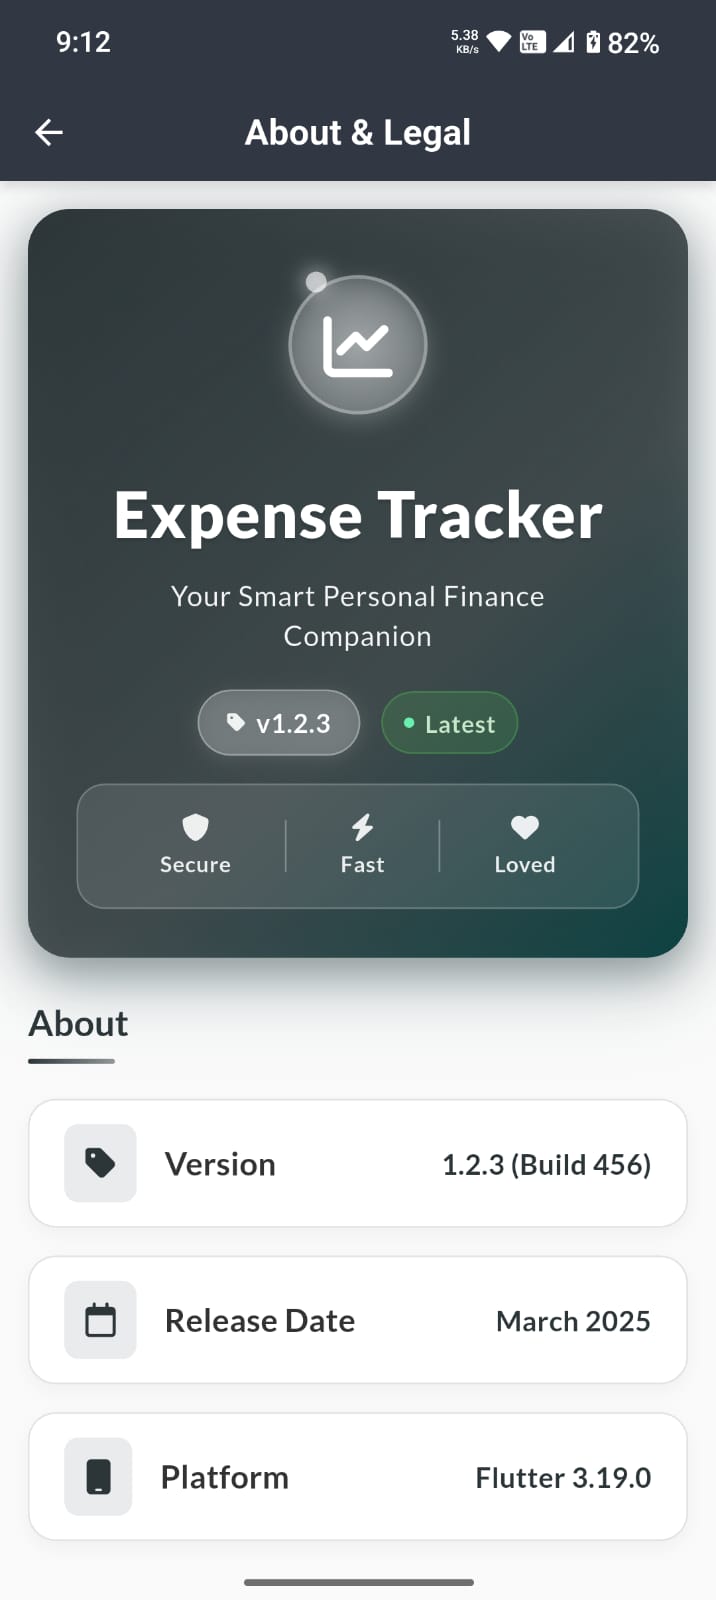 9:12
5.38
KB/s
Vo
LTE
82%
About & Legal
Expense Tracker
Your Smart Personal Finance
Companion
v1.2.3
Latest
Secure
Fast
Loved
About
Version
1.2.3 (Build 456)
Release Date
March 2025
Platform
Flutter 3.19.0